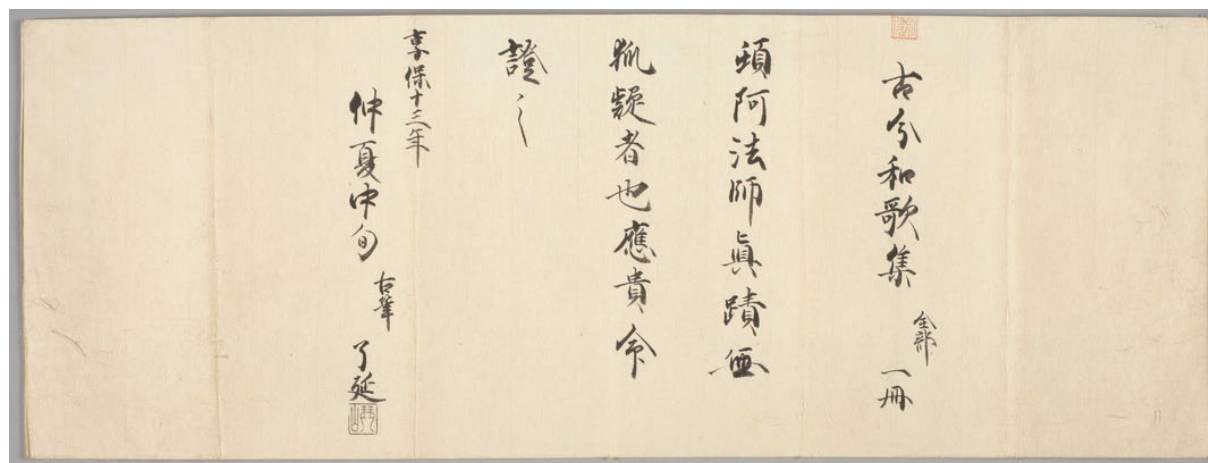 古今和歌集 全部 一冊
頓阿法師真蹟無
狐疑者也應貴命
證之
享保十三年
仲夏中旬 古筆 了延